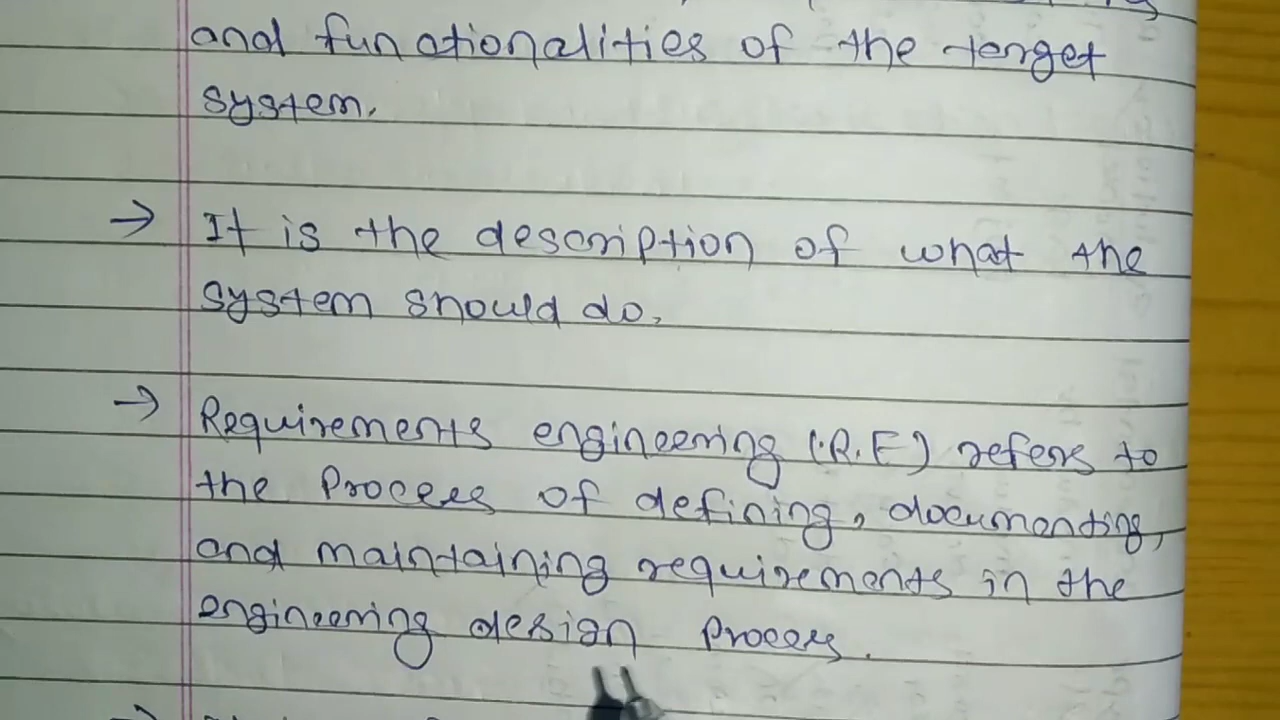 and functionalities of the target
system.
→ It is the description of what the
system should do.
→ Requirements engineering (R.E) refers to
the Process of defining, documenting,
and maintaining requirements in the
engineering design Process.
→